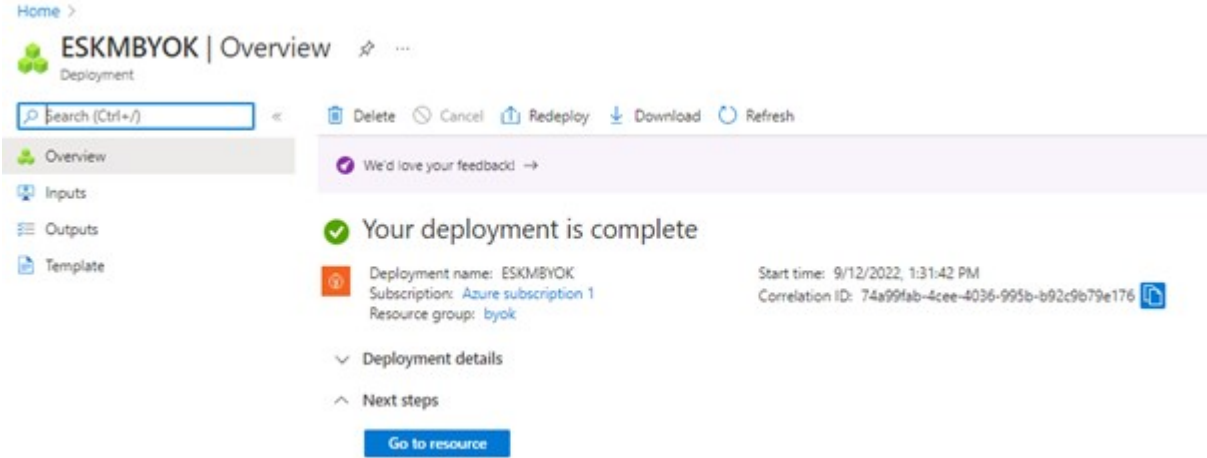 Home >
ESKMBYOK | Overview
Deployment
Search (Ctrl+/)
«
Delete Cancel Redeploy Download Refresh
Overview
We'd love your feedback! →
Inputs
Outputs
Your deployment is complete
Template
Deployment name: ESKMBYOK Start time: 9/12/2022, 1:31:42 PM
Subscription: Azure subscription 1 Correlation ID: 74a99fab-4cee-4036-995b-b92c9b79e176
Resource group: byok
Deployment details
Next steps
Go to resource